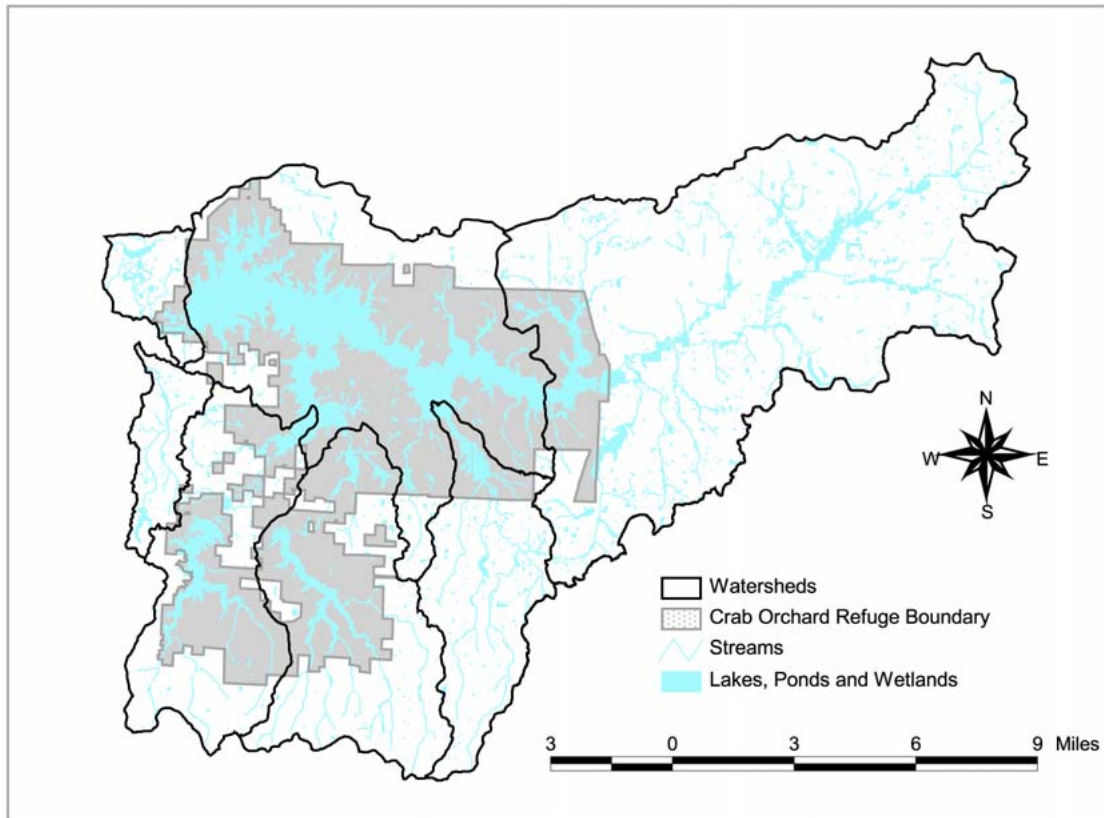 N
W E
S
Watersheds
Crab Orchard Refuge Boundary
Streams
Lakes, Ponds and Wetlands
3 0 3 6 9 Miles